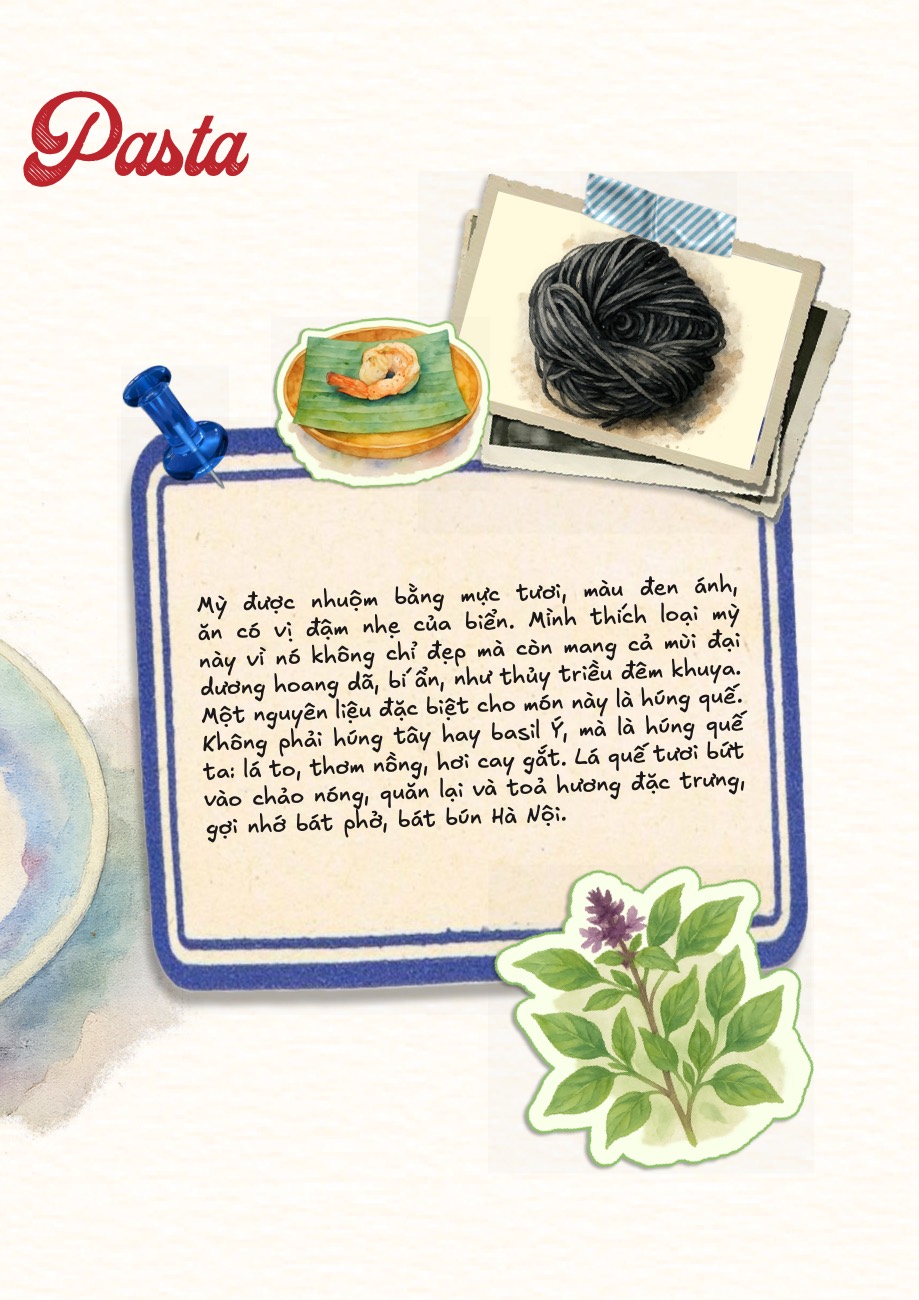 Pasta
Mỳ được nhuộm bằng mực tươi, màu đen ánh,
ăn có vị đậm nhẹ của biển. Mình thích loại mỳ
này vì nó không chỉ đẹp mà còn mang cả mùi đại
dương hoang dã, bí ẩn, như thủy triều đêm khuya.
Một nguyên liệu đặc biệt cho món này là húng quế.
Không phải húng tây hay basil Ý, mà là húng quế
ta: lá to, thơm nồng, hơi cay gắt. Lá quế tươi bứt
vào chảo nóng, quăn lại và toả hương đặc trưng,
gợi nhớ bát phở, bát bún Hà Nội.